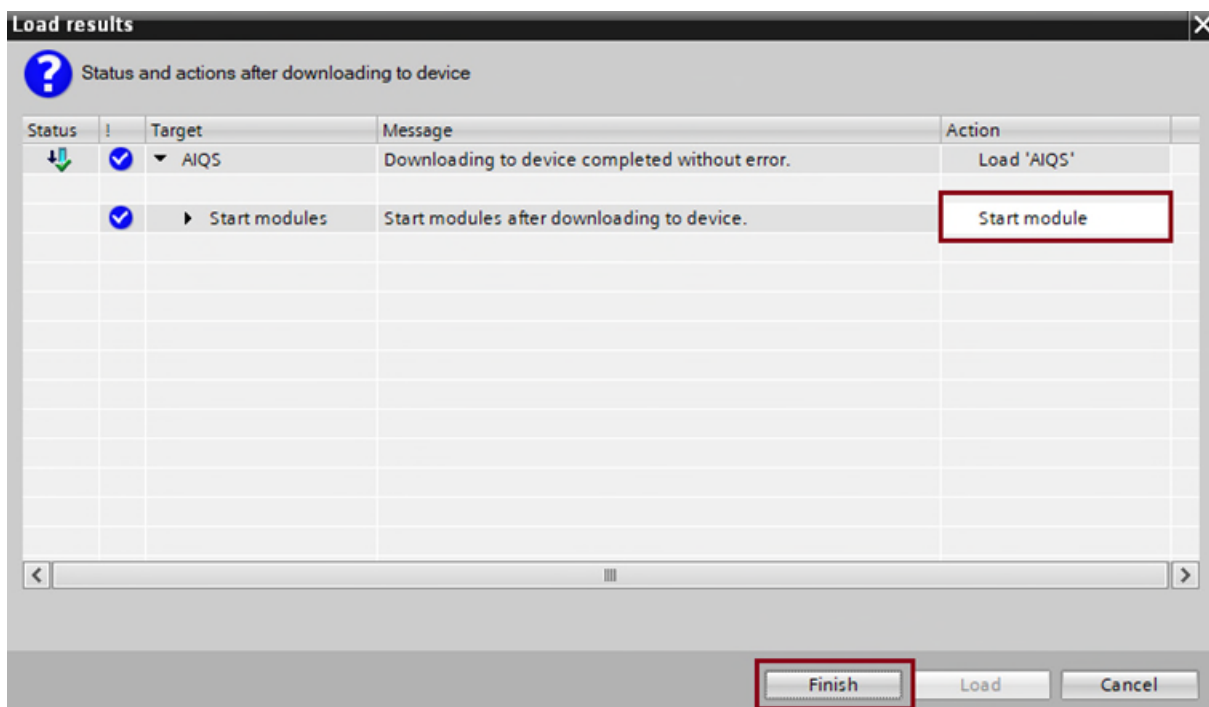 Load results
Status and actions after downloading to device
Status ! Target Message Action
AIQS Downloading to device completed without error. Load 'AIQS'
Start modules Start modules after downloading to device. Start module
Finish Load Cancel